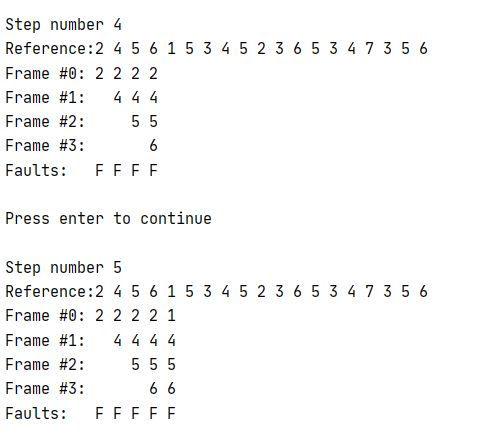 Step number 4
Reference:2 4 5 6 1 5 3 4 5 2 3 6 5 3 4 7 3 5 6
Frame #0: 2 2 2 2
Frame #1:   4 4 4
Frame #2:     5 5
Frame #3:       6
Faults:   F F F F
Press enter to continue
Step number 5
Reference:2 4 5 6 1 5 3 4 5 2 3 6 5 3 4 7 3 5 6
Frame #0: 2 2 2 2 1
Frame #1:   4 4 4 4
Frame #2:     5 5 5
Frame #3:       6 6
Faults:   F F F F F